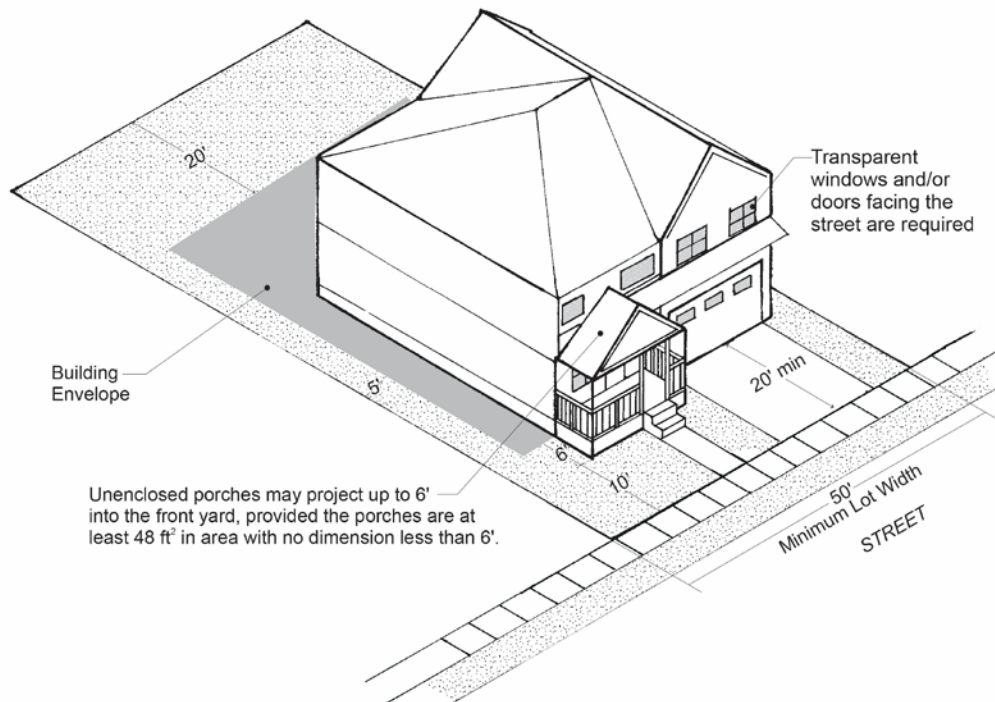 20'
Transparent
windows and/or
doors facing the
street are required
Building
Envelope
5'
20' min
6'
10'
Unenclosed porches may project up to 6'
into the front yard, provided the porches are at
least 48 ft² in area with no dimension less than 6'.
50'
Minimum Lot Width
STREET